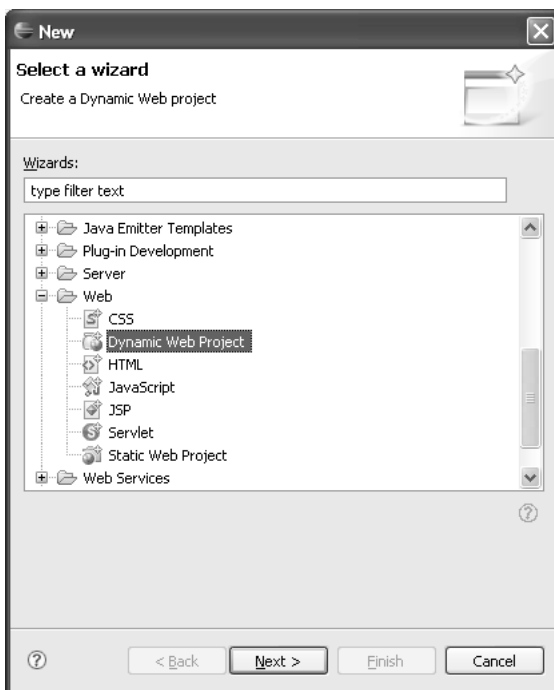 New
Select a wizard
Create a Dynamic Web project
Wizards:
type filter text
Java Emitter Templates
Plug-in Development
Server
Web
CSS
Dynamic Web Project
HTML
JavaScript
JSP
Servlet
Static Web Project
Web Services
< Back Next > Finish Cancel